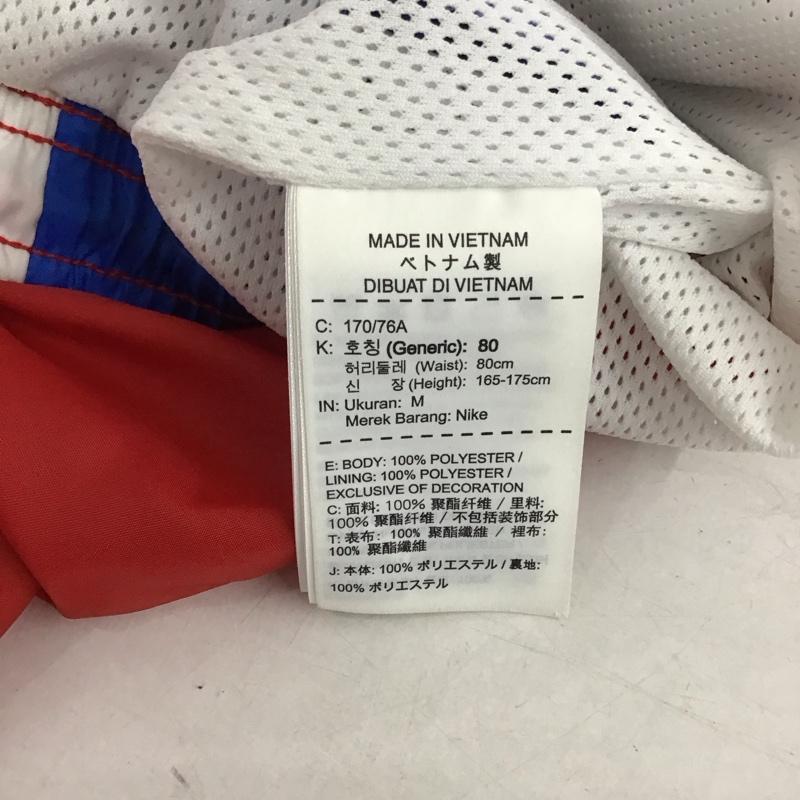 MADE IN VIETNAM
ベトナム製
DIBUAT DI VIETNAM
C: 170/76A
K: 호칭 (Generic): 80
허리둘레 (Waist): 80cm
신 장 (Height): 165-175cm
IN: Ukuran: M
Merek Barang: Nike
E: BODY: 100% POLYESTER /
LINING: 100% POLYESTER /
EXCLUSIVE OF DECORATION
C: 面料: 100% 聚酯纤维 / 里料:
100% 聚酯纤维 / 不包括装饰部分
T: 表布: 100% 聚酯纖維 / 裡布:
100% 聚酯纖維
J: 本体: 100% ポリエステル / 裏地:
100% ポリエステル